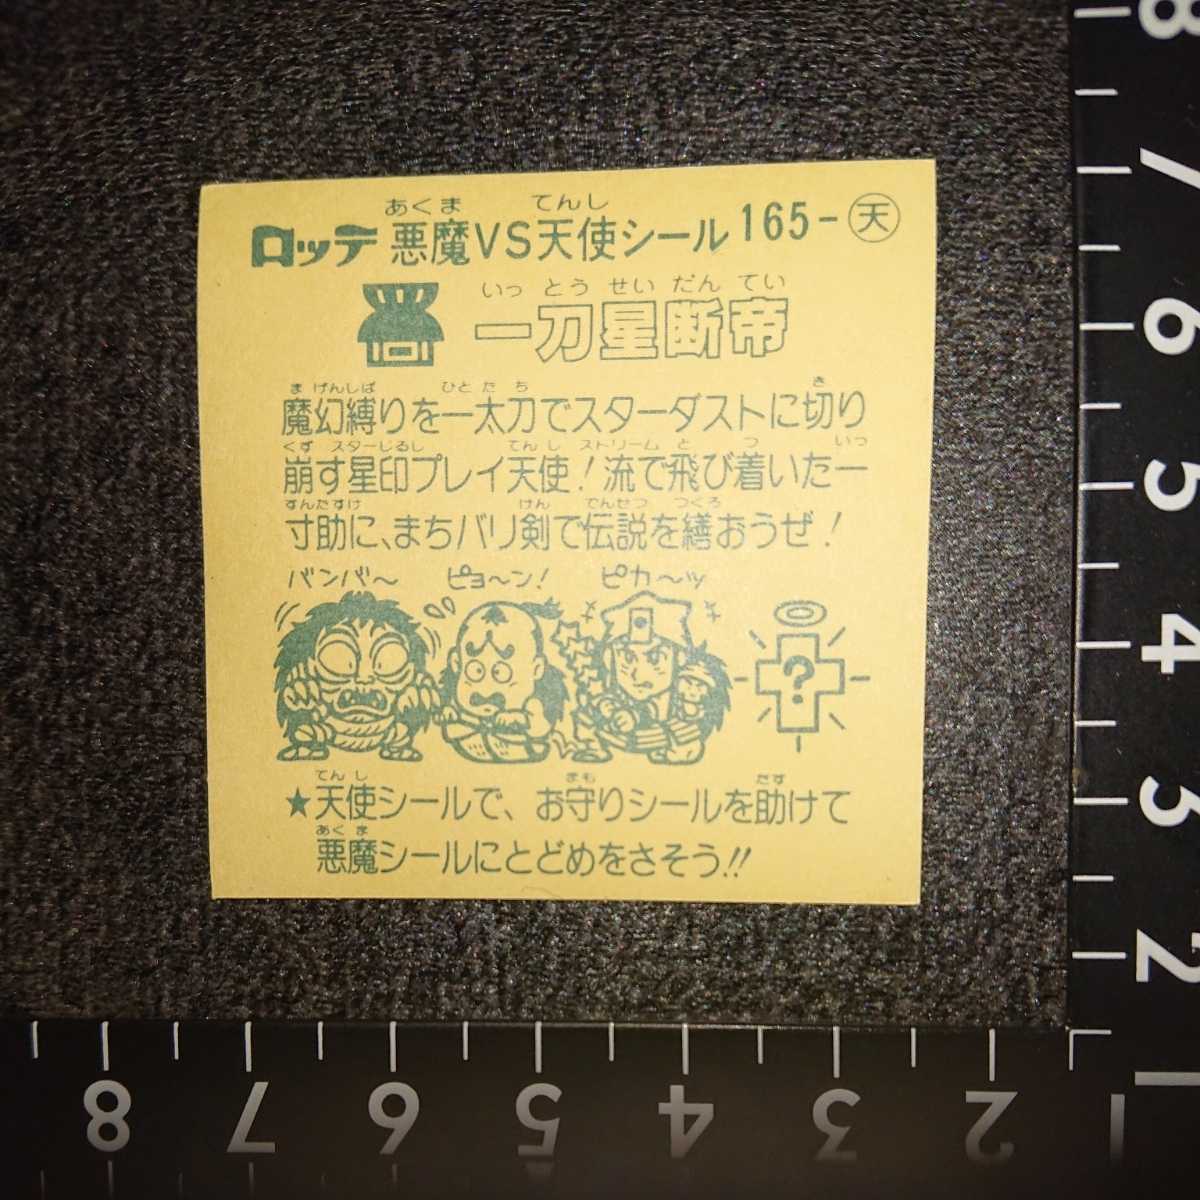 あくま てんし
ロッテ 悪魔VS天使シール 165-天
いっ とう せい だん てい
一刀星断帝
ま げんしば ひと た ち き
魔幻縛りを一太刀でスターダストに切り
くず スターじるし てん し ストリーム と つ いっ
崩す星印プレイ天使！流で飛び着いた一
すんたすけ けん でんせつ つくろ
寸助に、まちバリ剣で伝説を繕おうぜ！
バンバ〜 ピョ〜ン！ ピカ〜ッ
?
てん し まも たす
★天使シールで、お守りシールを助けて
あく ま
悪魔シールにとどめをさそう!!
8
7
6
5
4
3
2
1
8 7 6 5 4 3 2 1